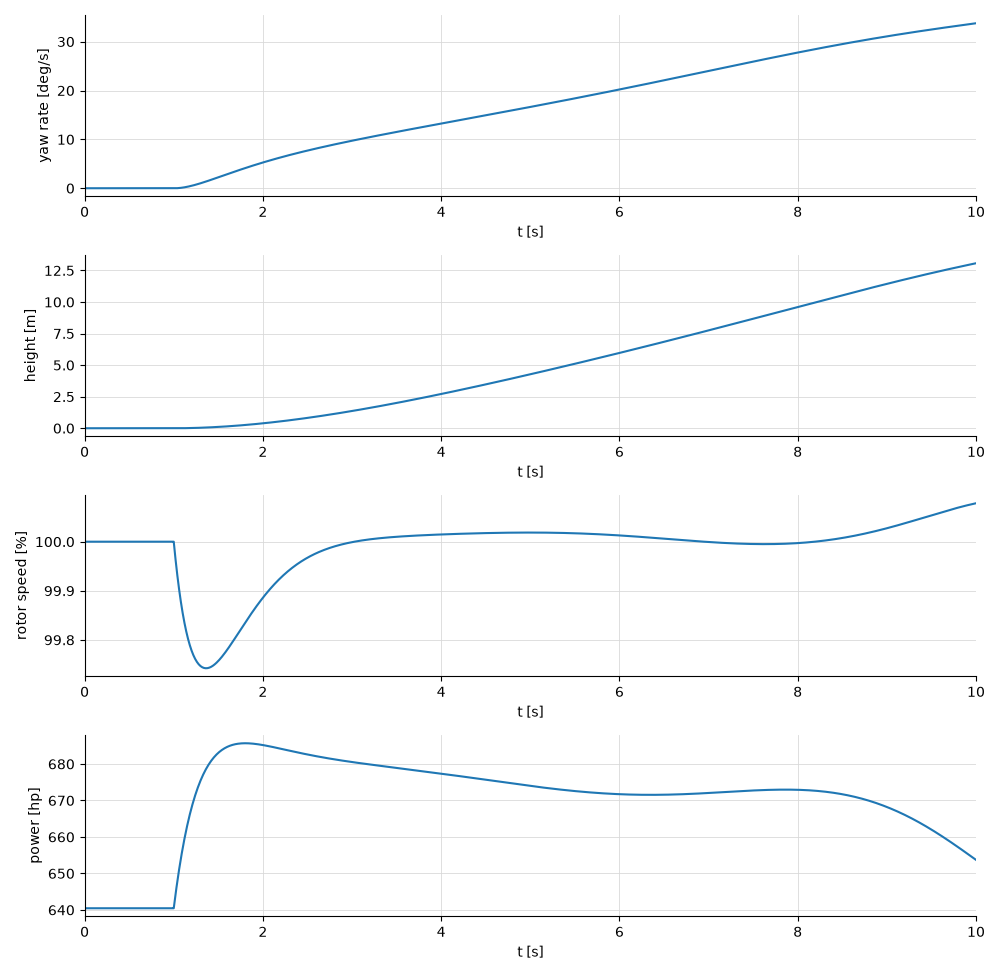 yaw rate [deg/s]
30
20
10
0
0 2 4 6 8 10
t [s]
height [m]
12.5
10.0
7.5
5.0
2.5
0.0
0 2 4 6 8 10
t [s]
rotor speed [%]
100.0
99.9
99.8
0 2 4 6 8 10
t [s]
power [hp]
680
670
660
650
640
0 2 4 6 8 10
t [s]